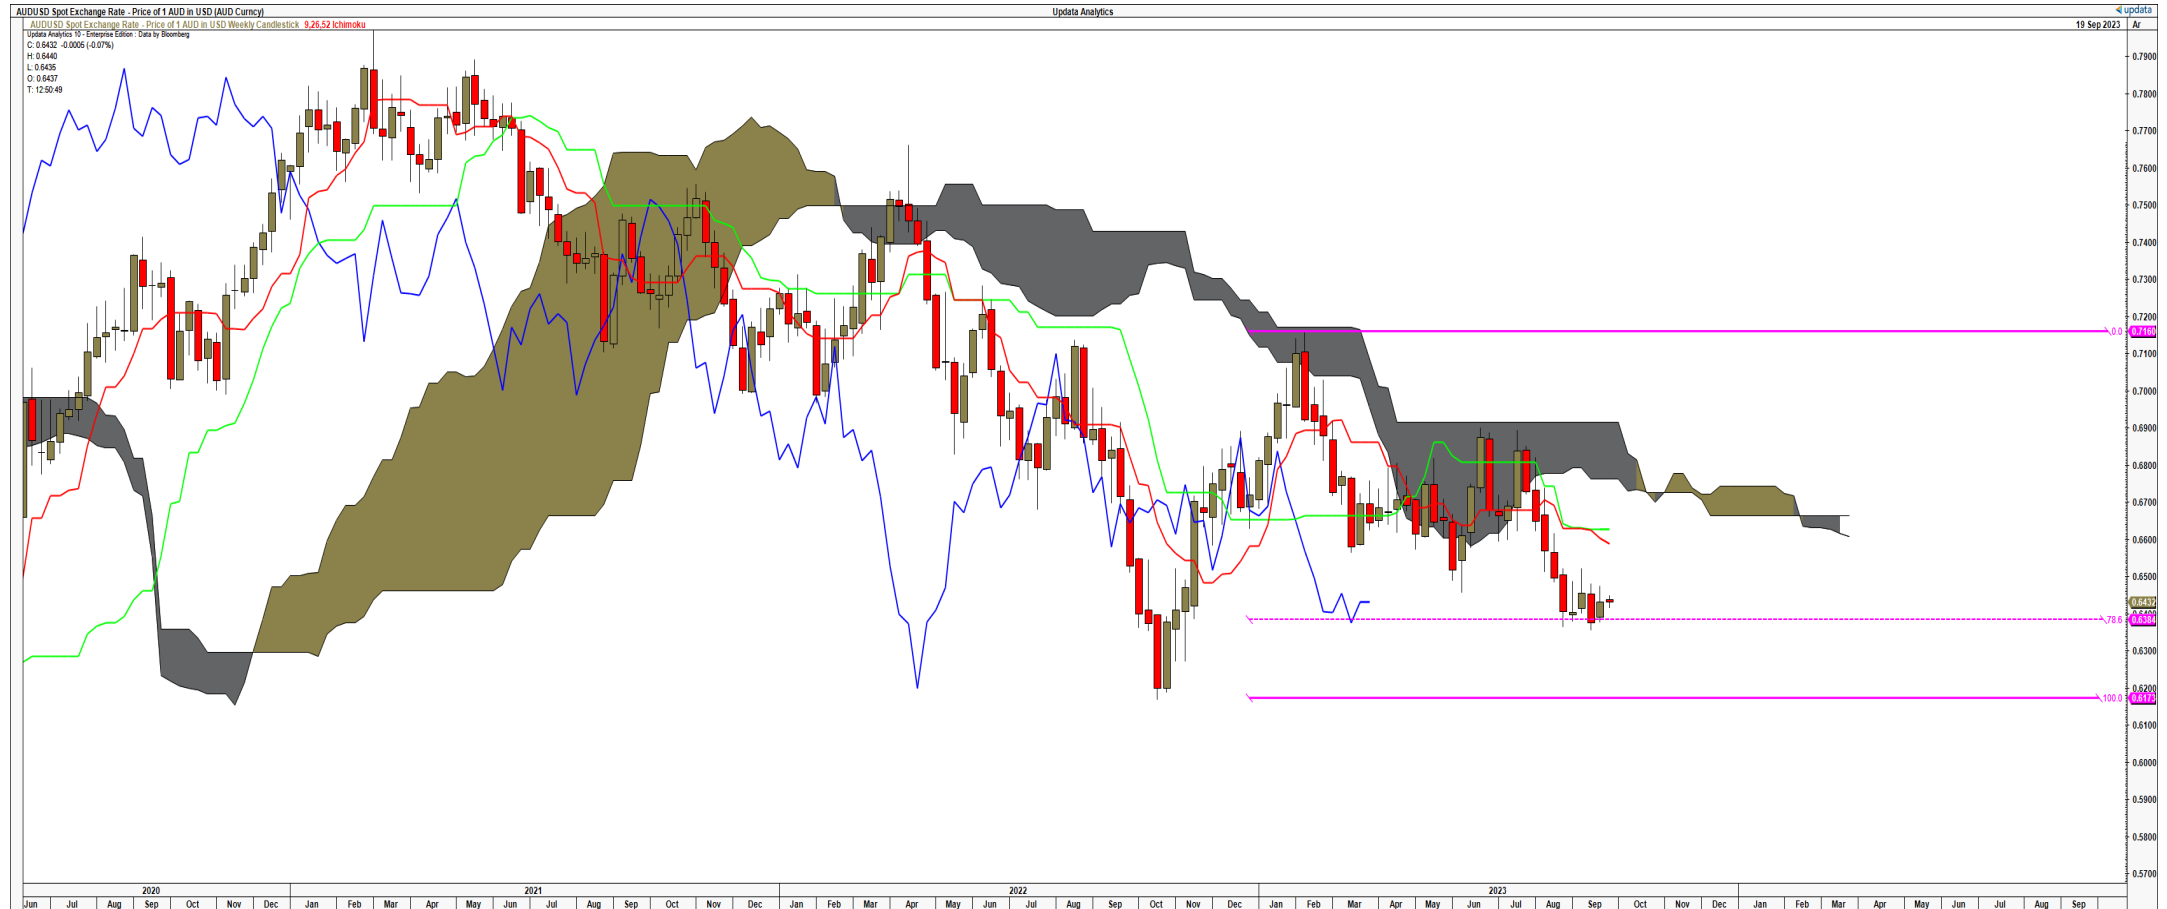 AUDUSD Spot Exchange Rate - Price of 1 AUD in USD (AUD Curncy)
Updata Analytics
updata
AUDUSD Spot Exchange Rate - Price of 1 AUD in USD Weekly Candlestick 9,26,52 Ichimoku
19 Sep 2023
Ar
Updata Analytics 10 - Enterprise Edition : Data by Bloomberg
C: 0.6432 -0.0005 (-0.07%)
H: 0.6440
L: 0.6435
O: 0.6437
T: 12:50:49
0.7900
0.7800
0.7700
0.7600
0.7500
0.7400
0.7300
0.7200
0.0
0.7160
0.7100
0.7000
0.6900
0.6800
0.6700
0.6600
0.6500
0.6432
0.6400
78.6
0.6384
0.6300
0.6200
100.0
0.6173
0.6100
0.6000
0.5900
0.5800
0.5700
2020 2021 2022 2023
Jun Jul Aug Sep Oct Nov Dec Jan Feb Mar Apr May Jun Jul Aug Sep Oct Nov Dec Jan Feb Mar Apr May Jun Jul Aug Sep Oct Nov Dec Jan Feb Mar Apr May Jun Jul Aug Sep Oct Nov Dec Jan Feb Mar Apr May Jun Jul Aug Sep